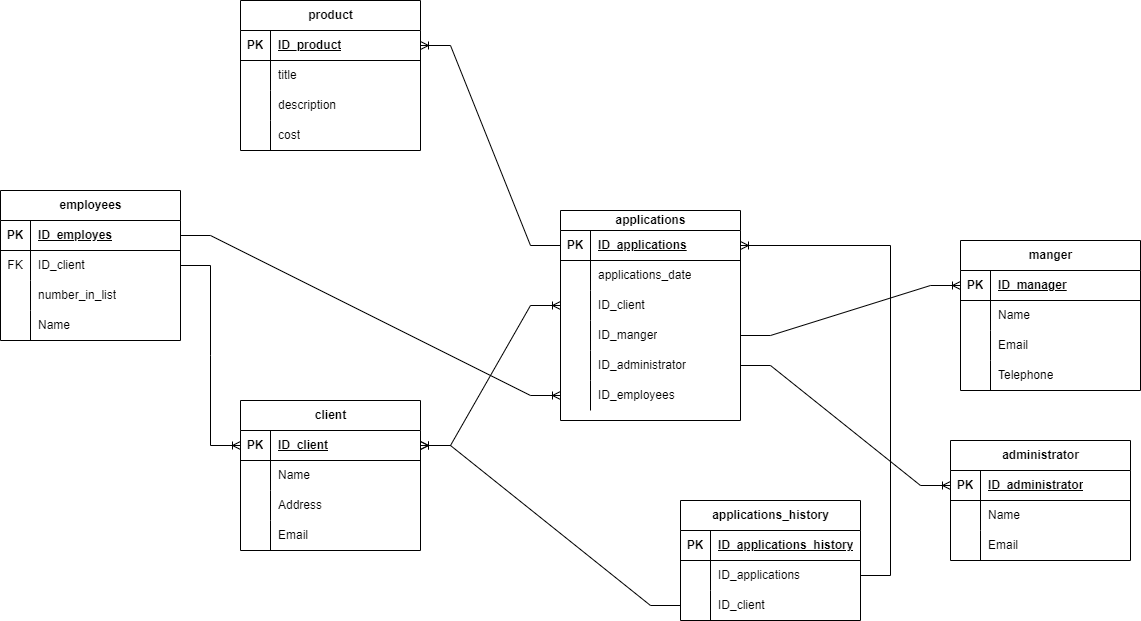 product
PK ID_product
title
description
cost
employees
PK ID_employes
FK ID_client
number_in_list
Name
applications
PK ID_applications
applications_date
ID_client
ID_manger
ID_administrator
ID_employees
manger
PK ID_manager
Name
Email
Telephone
client
PK ID_client
Name
Address
Email
administrator
PK ID_administrator
Name
Email
applications_history
PK ID_applications_history
ID_applications
ID_client